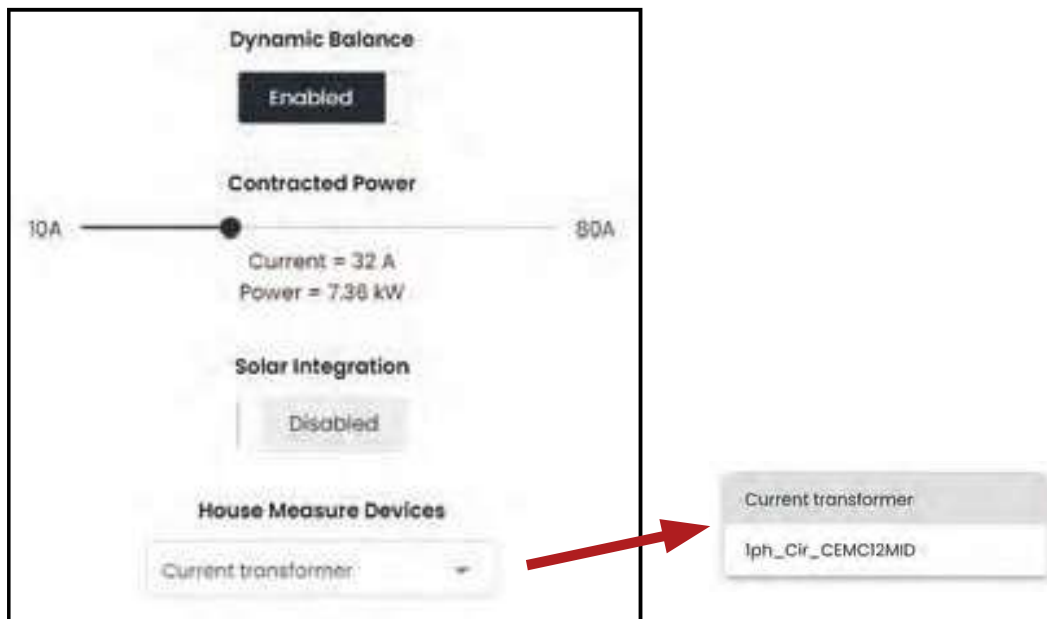 Dynamic Balance
Enabled
Contracted Power
10A
80A
Current = 32 A
Power = 7.36 kW
Solar Integration
Disabled
House Measure Devices
Current transformer
Current transformer
1ph_Cir_CEMC12MID